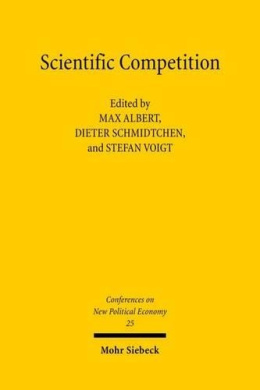 Scientific Competition
Edited by
MAX ALBERT,
DIETER SCHMIDTCHEN,
and STEFAN VOIGT
Conferences on
New Political Economy
25
Mohr Siebeck